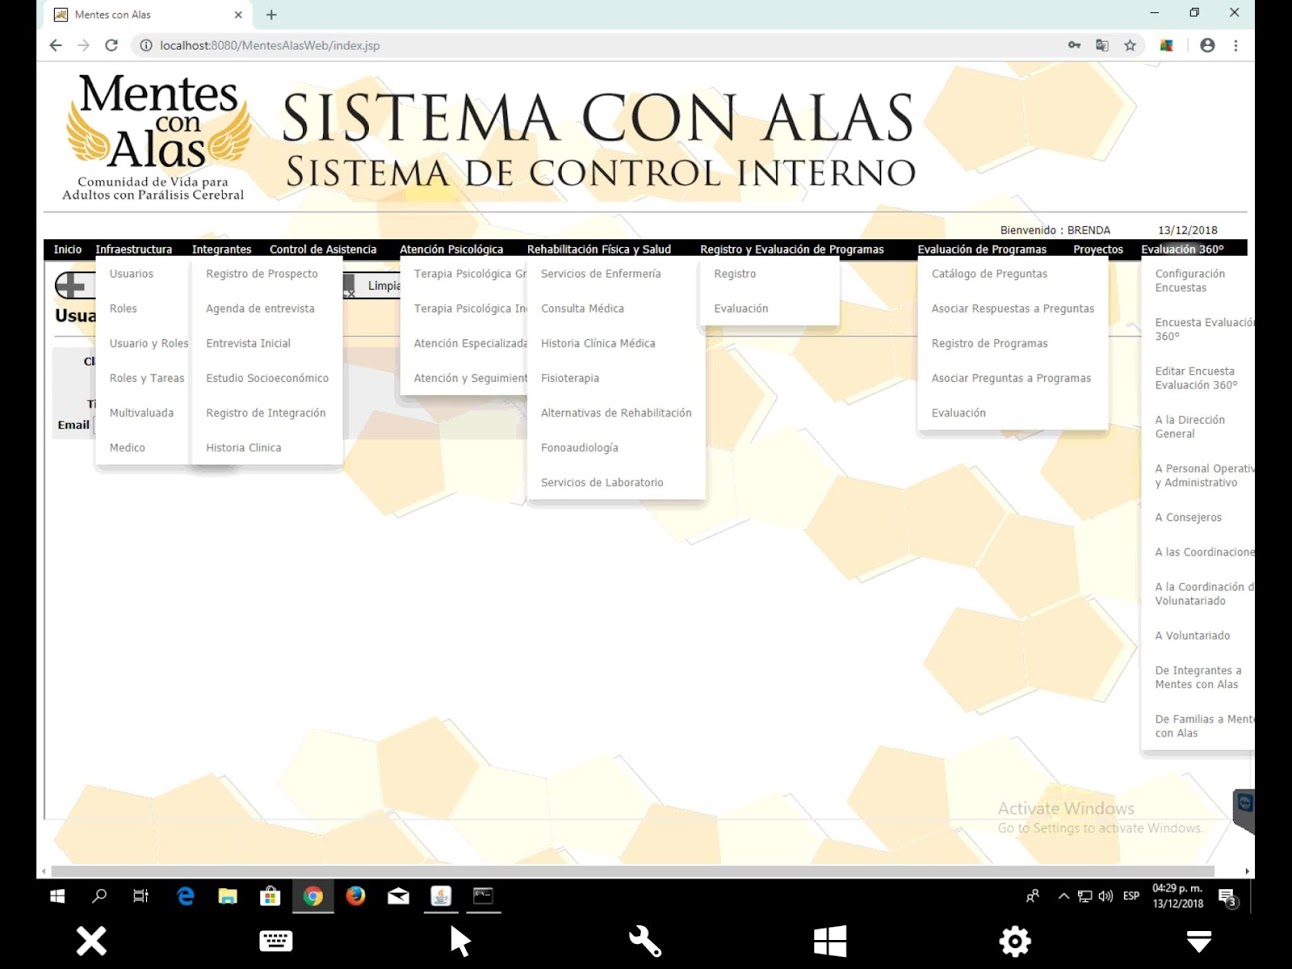 Mentes con Alas
localhost:8080/MentesAlasWeb/index.jsp
Mentes
con
Alas
Comunidad de Vida para
Adultos con Parálisis Cerebral
SISTEMA CON ALAS
SISTEMA DE CONTROL INTERNO
Bienvenido : BRENDA 13/12/2018
Inicio Infraestructura Integrantes Control de Asistencia Atención Psicológica Rehabilitación Física y Salud Registro y Evaluación de Programas Evaluación de Programas Proyectos Evaluación 360º
Usuarios
Roles
Usuario y Roles
Roles y Tareas
Multivaluada
Medico
Registro de Prospecto
Agenda de entrevista
Entrevista Inicial
Estudio Socioeconómico
Registro de Integración
Historia Clinica
Limpia
Usua
Cl
Ti
Email
Terapia Psicológica Gr
Terapia Psicológica In
Atención Especializada
Atención y Seguimient
Servicios de Enfermería
Consulta Médica
Historia Clínica Médica
Fisioterapia
Alternativas de Rehabilitación
Fonoaudiología
Servicios de Laboratorio
Registro
Evaluación
Catálogo de Preguntas
Asociar Respuestas a Preguntas
Registro de Programas
Asociar Preguntas a Programas
Evaluación
Configuración
Encuestas
Encuesta Evaluación
360º
Editar Encuesta
Evaluación 360º
A la Dirección
General
A Personal Operativ
y Administrativo
A Consejeros
A las Coordinacione
A la Coordinación d
Volunatariado
A Voluntariado
De Integrantes a
Mentes con Alas
De Familias a Mente
con Alas
Activate Windows
Go to Settings to activate Windows.
ESP
04:29 p. m.
13/12/2018
3